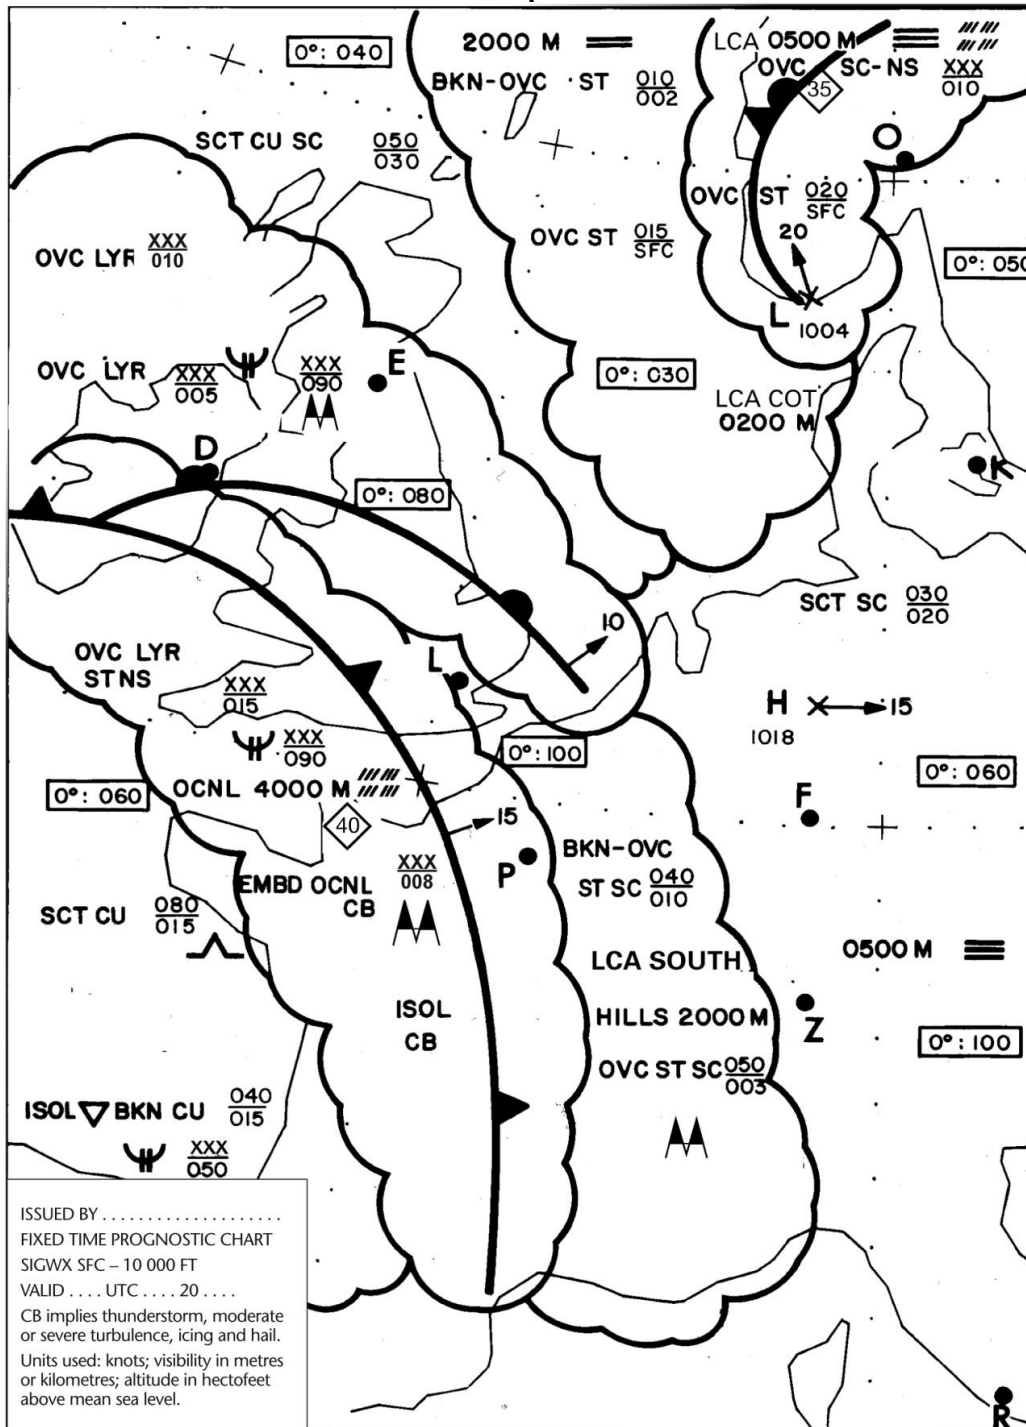 0°: 040
2000 M
BKN-OVC ST 010
002
LCA 0500 M
OVC SC-NS XXX
010
35
SCT CU SC 050
030
O
OVC LYR XXX
010
OVC ST 015
SFC
OVC ST 020
SFC
20
0°: 050
L
1004
OVC LYR XXX
005
XXX
090
E
0°: 030
LCA COT
0200 M
D
K
0°: 080
SCT SC 030
020
10
OVC LYR
ST NS
XXX
015
L
H
1018
15
XXX
090
0°: 100
0°: 060
OCNL 4000 M
0°: 060
40
15
F
EMBD OCNL
CB
XXX
008
P
BKN-OVC
ST SC 040
010
SCT CU 080
015
LCA SOUTH
HILLS 2000 M
OVC ST SC 050
003
0500 M
Z
ISOL
CB
0°: 100
ISOL BKN CU 040
015
XXX
050
ISSUED BY . . . . . . . . . . . . . . . . . . . .
FIXED TIME PROGNOSTIC CHART
SIGWX SFC – 10 000 FT
VALID . . . . UTC . . . . 20 . . . .
CB implies thunderstorm, moderate
or severe turbulence, icing and hail.
Units used: knots; visibility in metres
or kilometres; altitude in hectofeet
above mean sea level.
R